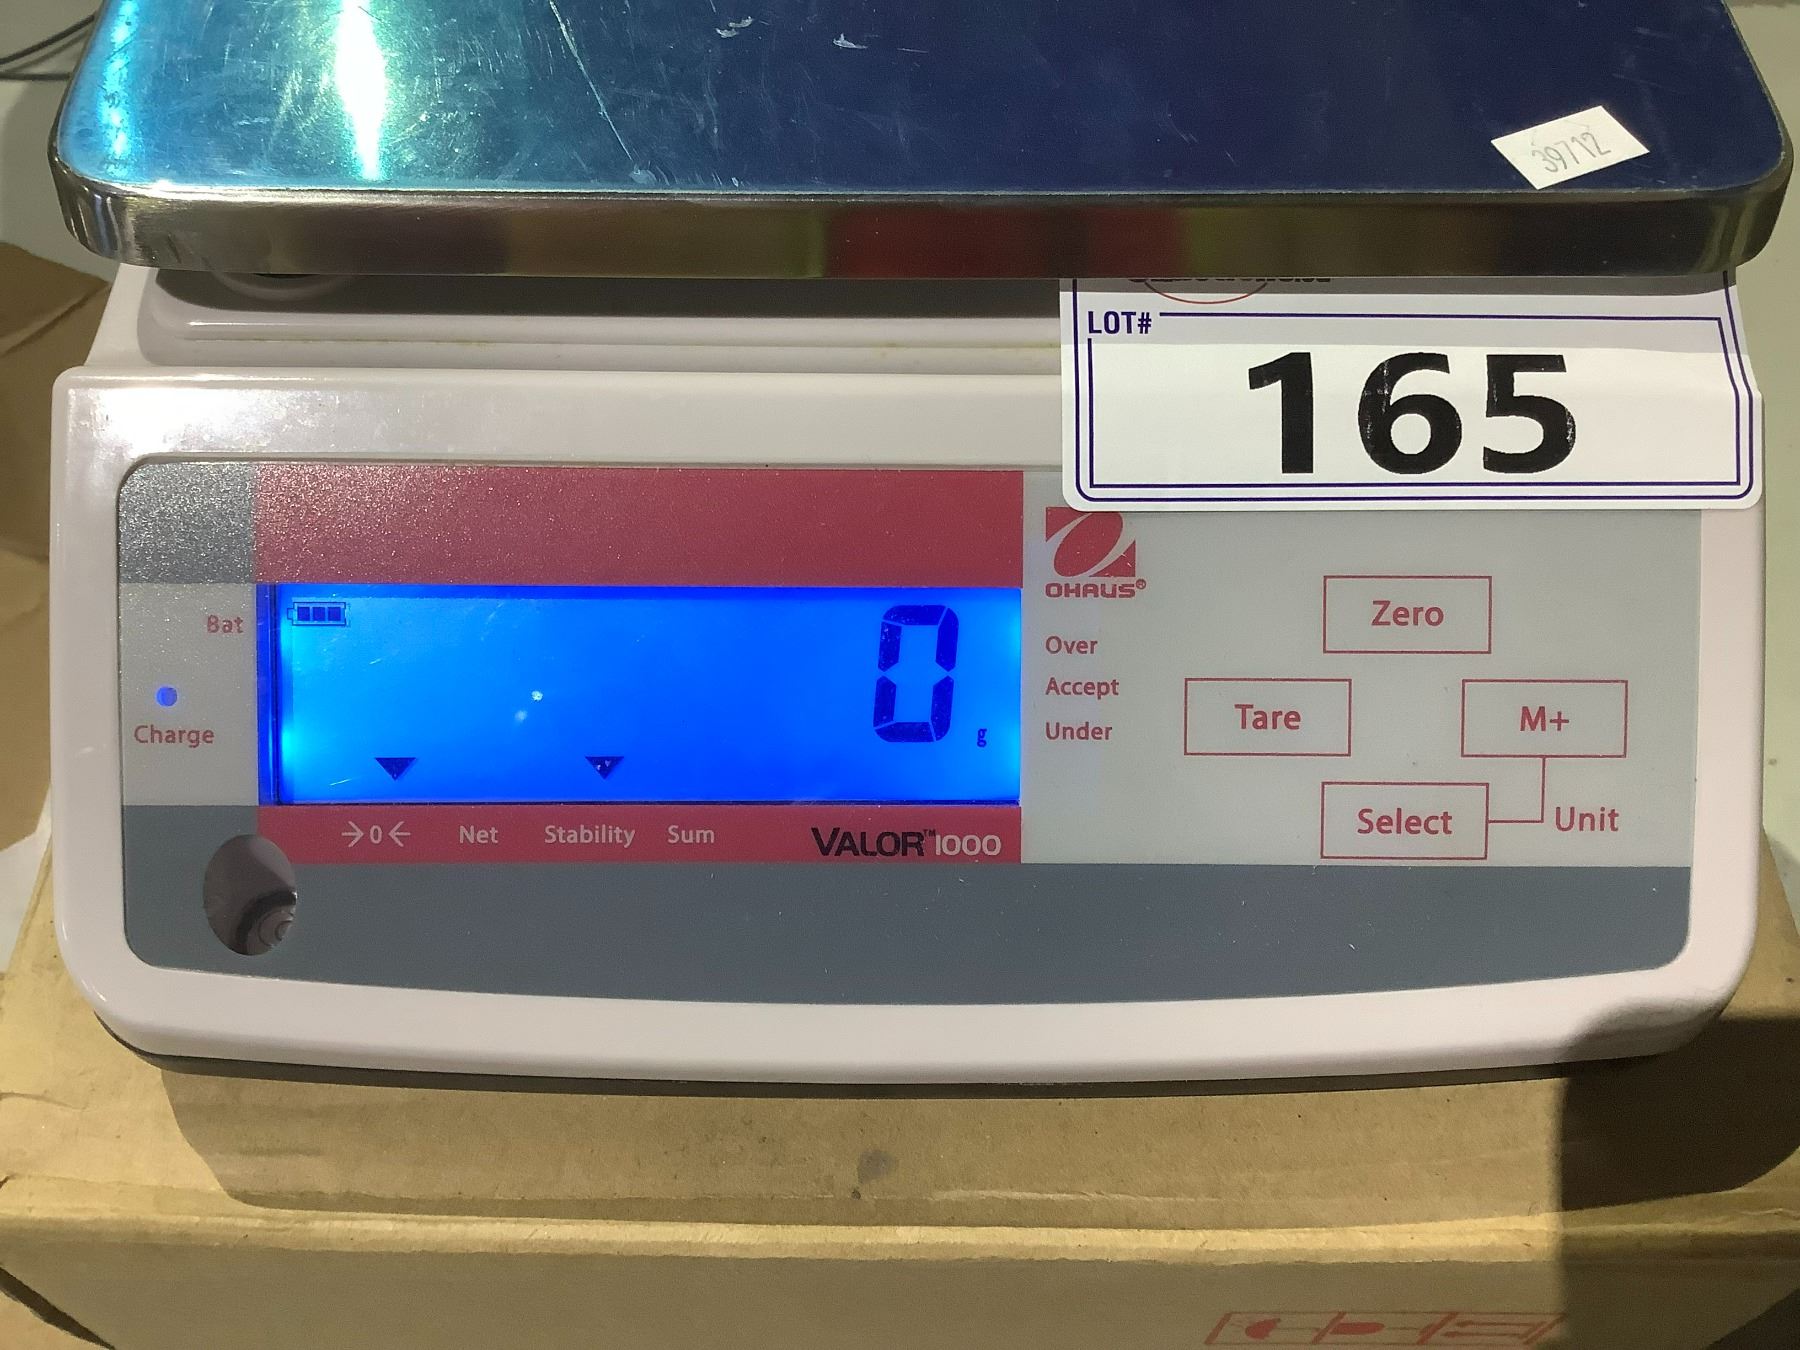 39712
LOT#
165
OHAUS®
Bat
0
g
Charge
Over
Accept
Under
Zero
Tare
M+
Select
Unit
→0← Net Stability Sum
VALOR™1000